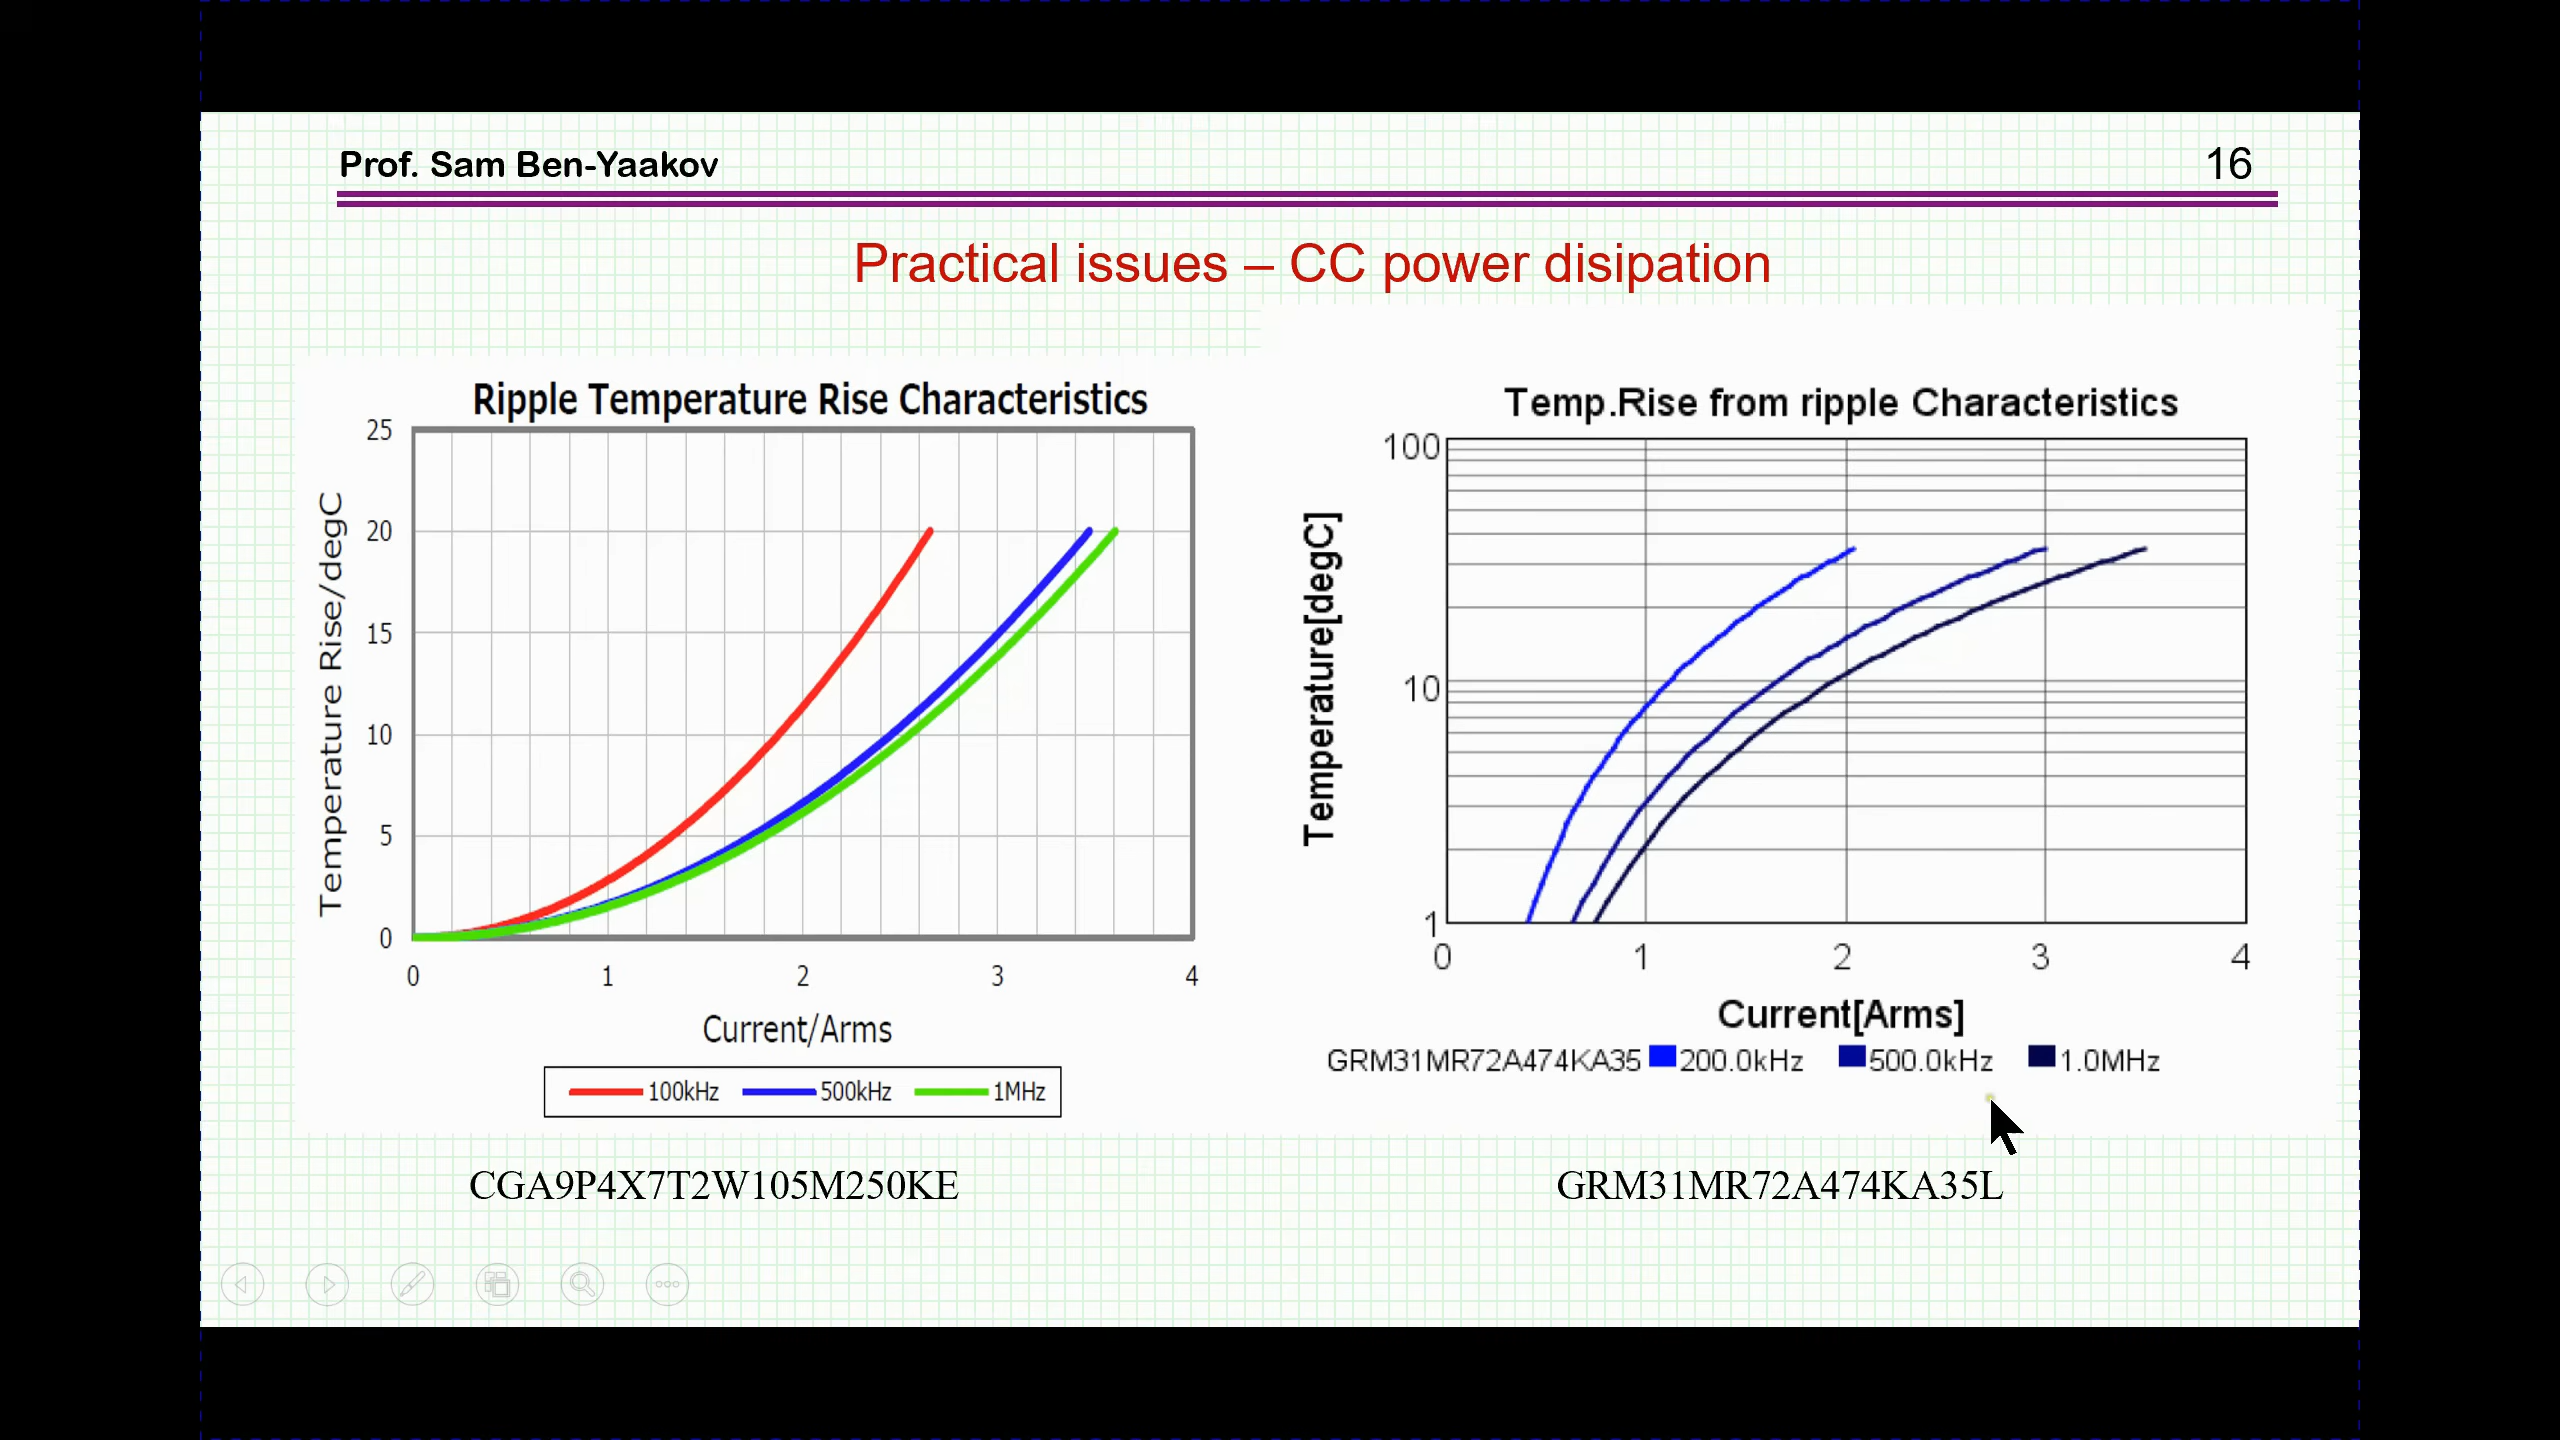 Prof. Sam Ben-Yaakov
16
Practical issues – CC power disipation
Ripple Temperature Rise Characteristics
Temperature Rise/degC
25
20
15
10
5
0
0 1 2 3 4
Current/Arms
100kHz 500kHz 1MHz
CGA9P4X7T2W105M250KE
Temp.Rise from ripple Characteristics
Temperature[degC]
100
10
1
0 1 2 3 4
Current[Arms]
GRM31MR72A474KA35 200.0kHz 500.0kHz 1.0MHz
GRM31MR72A474KA35L